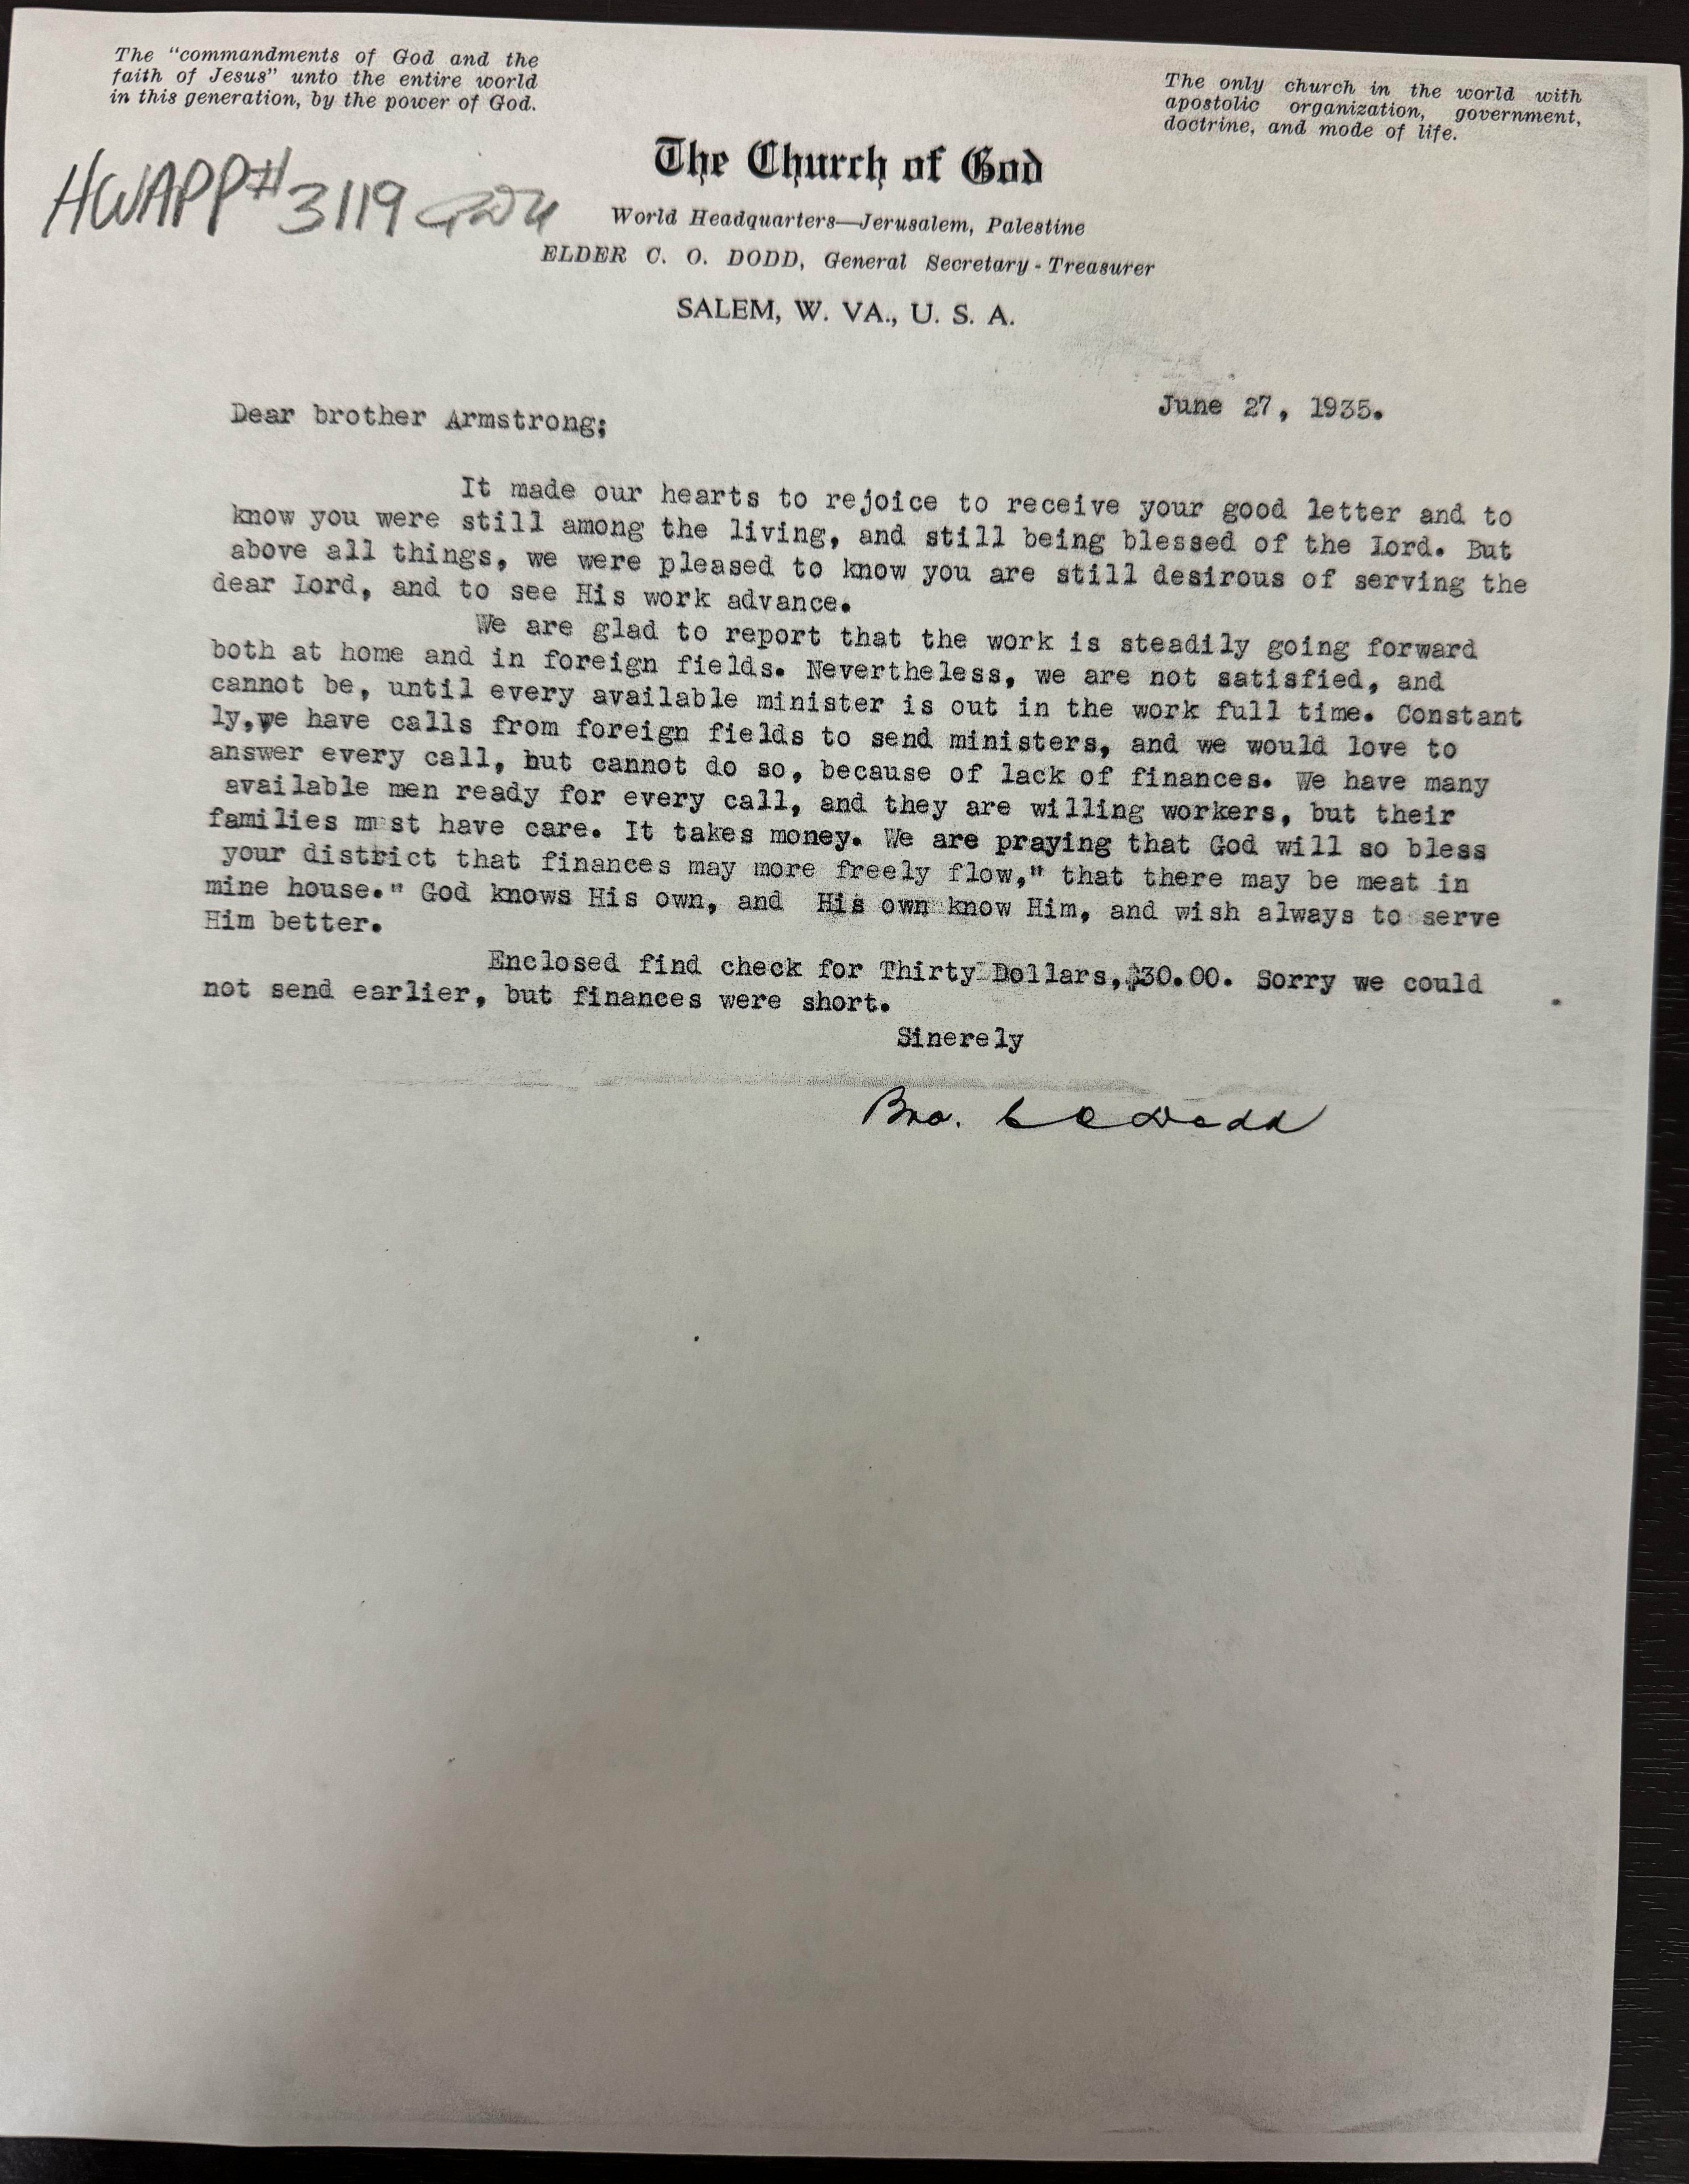 The "commandments of God and the
faith of Jesus" unto the entire world
in this generation, by the power of God.
The only church in the world with
apostolic organization, government,
doctrine, and mode of life.
HWAPP# 3119
The Church of God
World Headquarters—Jerusalem, Palestine
ELDER C. O. DODD, General Secretary-Treasurer
SALEM, W. VA., U. S. A.
June 27, 1935.
Dear brother Armstrong;
It made our hearts to rejoice to receive your good letter and to
know you were still among the living, and still being blessed of the Lord. But
above all things, we were pleased to know you are still desirous of serving the
dear Lord, and to see His work advance.
We are glad to report that the work is steadily going forward
both at home and in foreign fields. Nevertheless, we are not satisfied, and
cannot be, until every available minister is out in the work full time. Constant
ly,we have calls from foreign fields to send ministers, and we would love to
answer every call, but cannot do so, because of lack of finances. We have many
available men ready for every call, and they are willing workers, but their
families must have care. It takes money. We are praying that God will so bless
your district that finances may more freely flow," that there may be meat in
mine house." God knows His own, and His own know Him, and wish always to serve
Him better.
Enclosed find check for Thirty Dollars,$30.00. Sorry we could
not send earlier, but finances were short.
Sinerely
Bro. C O Dodd